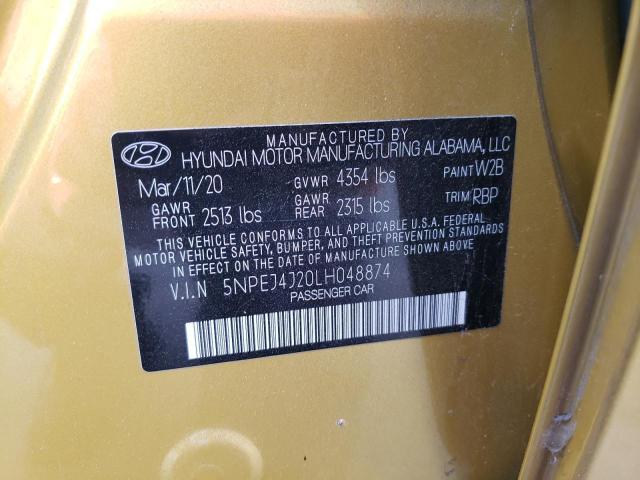 MANUFACTURED BY
HYUNDAI MOTOR MANUFACTURING ALABAMA, LLC
Mar/11/20 GVWR 4354 lbs PAINT W2B
GAWR FRONT 2513 lbs GAWR REAR 2315 lbs TRIM RBP
THIS VEHICLE CONFORMS TO ALL APPLICABLE U.S.A. FEDERAL
MOTOR VEHICLE SAFETY, BUMPER, AND THEFT PREVENTION STANDARDS
IN EFFECT ON THE DATE OF MANUFACTURE SHOWN ABOVE.
V.I.N 5NPEJ4J20LH048874
PASSENGER CAR